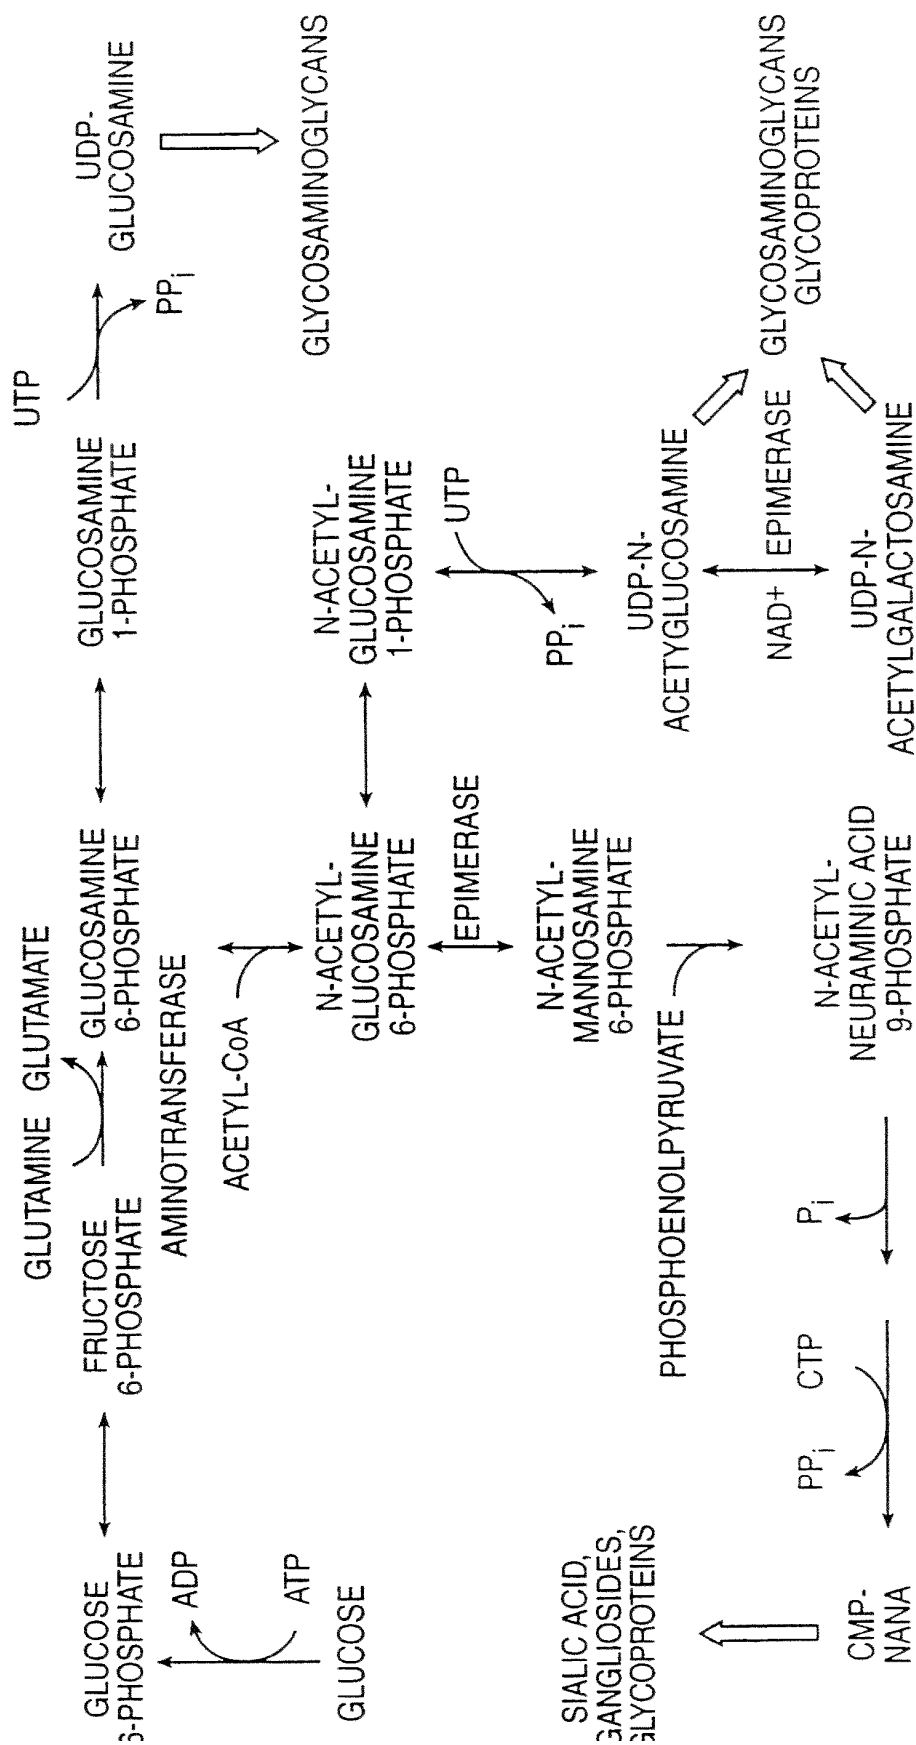 GLUTAMINE
GLUTAMATE
UTP
GLUCOSE
6-PHOSPHATE
FRUCTOSE
6-PHOSPHATE
GLUCOSAMINE
6-PHOSPHATE
GLUCOSAMINE
1-PHOSPHATE
UDP-
GLUCOSAMINE
AMINOTRANSFERASE
PPi
ADP
ATP
ACETYL-CoA
GLUCOSE
N-ACETYL-
GLUCOSAMINE
6-PHOSPHATE
N-ACETYL-
GLUCOSAMINE
1-PHOSPHATE
GLYCOSAMINOGLYCANS
EPIMERASE
UTP
PPi
SIALIC ACID,
GANGLIOSIDES,
GLYCOPROTEINS
N-ACETYL-
MANNOSAMINE
6-PHOSPHATE
UDP-N-
ACETYGLUCOSAMINE
PHOSPHOENOLPYRUVATE
NAD+
EPIMERASE
GLYCOSAMINOGLYCANS
GLYCOPROTEINS
PPi
CTP
Pi
CMP-
NANA
N-ACETYL-
NEURAMINIC ACID
9-PHOSPHATE
UDP-N-
ACETYLGALACTOSAMINE